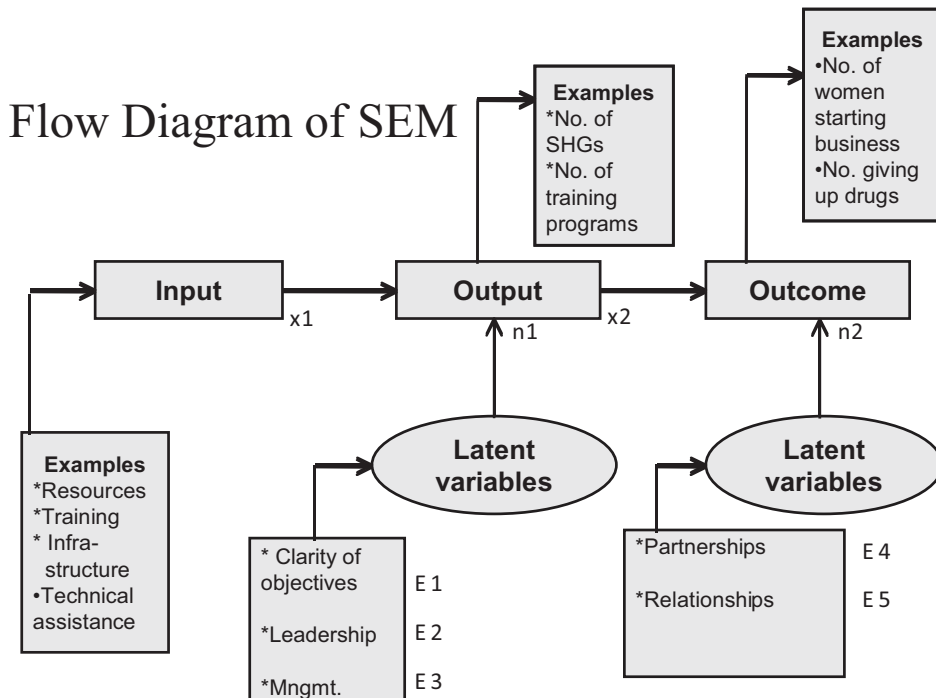 Flow Diagram of SEM
Examples
*No. of
SHGs
*No. of
training
programs
Examples
•No. of
women
starting
business
•No. giving
up drugs
Input
x1
Output
x2
Outcome
n1
n2
Latent
variables
Latent
variables
Examples
*Resources
*Training
* Infra-
structure
•Technical
assistance
* Clarity of
objectives
E 1
*Leadership
E 2
*Mngmt.
E 3
*Partnerships
E 4
*Relationships
E 5